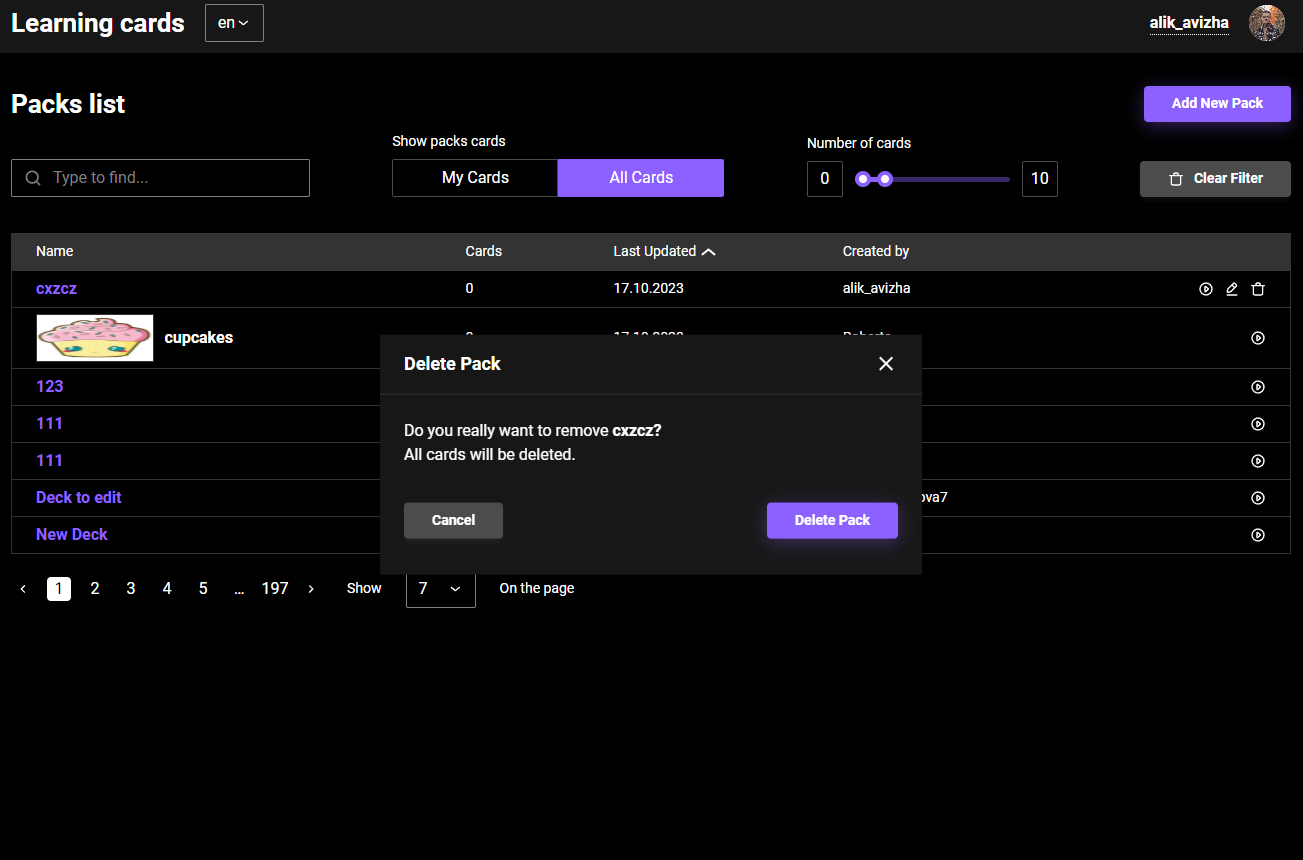 Learning cards en alik_avizha
Packs list Add New Pack
Show packs cards Number of cards
Type to find... My Cards All Cards 0 10 Clear Filter
Name Cards Last Updated Created by
cxzcz 0 17.10.2023 alik_avizha
cupcakes
123
111
111
Deck to edit ova7
New Deck
Delete Pack
Do you really want to remove cxzcz?
All cards will be deleted.
Cancel Delete Pack
1 2 3 4 5 ... 197 Show 7 On the page